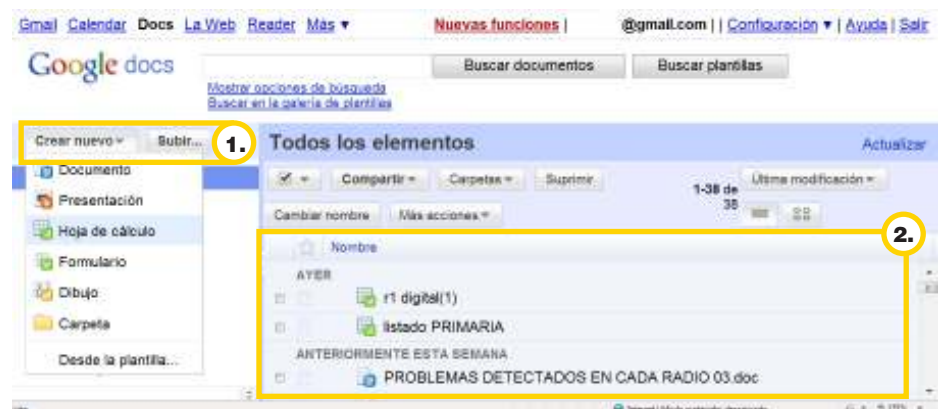 Gmail Calendar Docs La Web Reader Más ▼ Nuevas funciones | @gmail.com | | Configuración ▼ | Ayuda | Salir
Google docs Buscar documentos Buscar plantillas
Mostrar opciones de búsqueda
Buscar en la galería de plantillas
Crear nuevo Subir... 1. Todos los elementos Actualizar
Documento
Presentación
Hoja de cálculo
Formulario
Dibujo
Carpeta
Desde la plantilla...
Compartir Carpetas Suprimir 1-38 de 38 Última modificación
Cambiar nombre Más acciones
2.
Nombre
AYER
r1 digital(1)
listado PRIMARIA
ANTERIORMENTE ESTA SEMANA
PROBLEMAS DETECTADOS EN CADA RADIO 03.doc